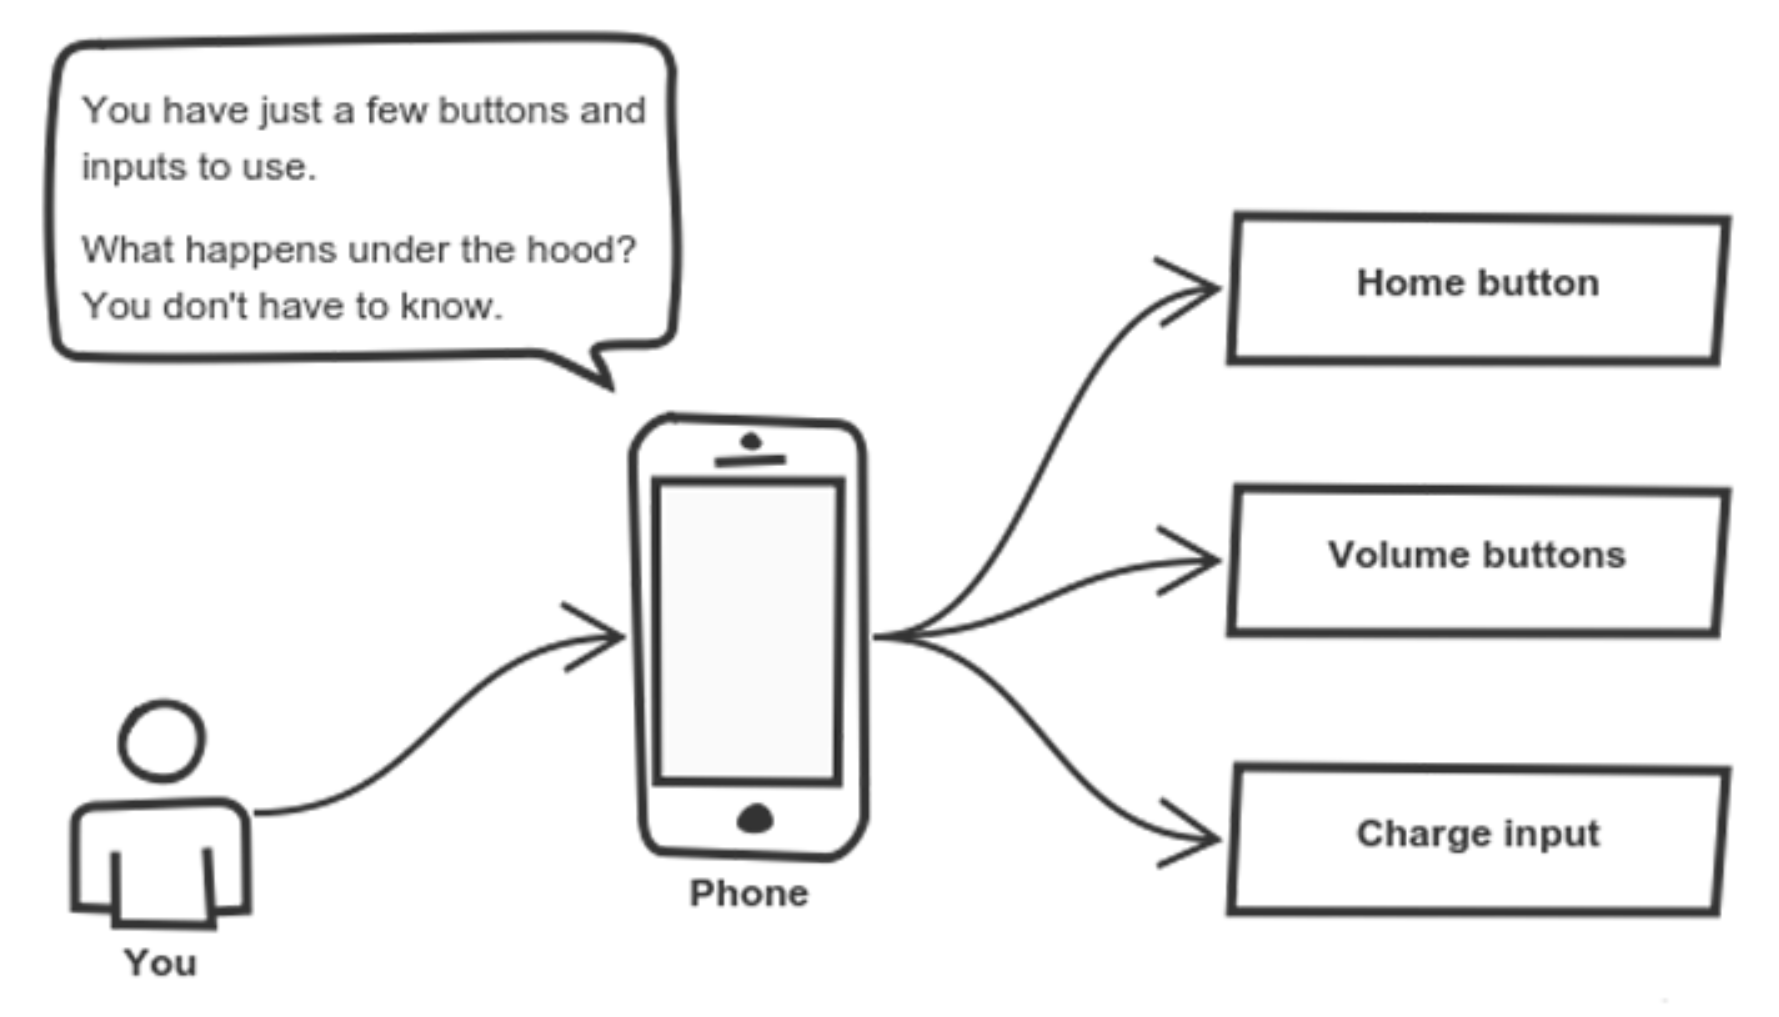 You have just a few buttons and
inputs to use.
What happens under the hood?
You don't have to know.
Home button
Volume buttons
Charge input
Phone
You